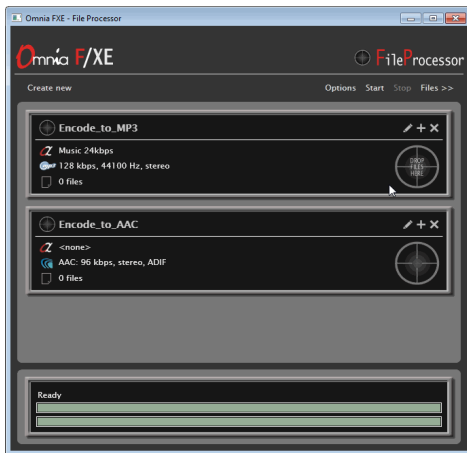 Omnia FXE - File Processor
Omnia F/XE FileProcessor
Create new Options Start Stop Files >>
Encode_to_MP3
Music 24kbps
128 kbps, 44100 Hz, stereo
0 files
DROP
FILES
HERE
Encode_to_AAC
<none>
AAC: 96 kbps, stereo, ADIF
0 files
Ready